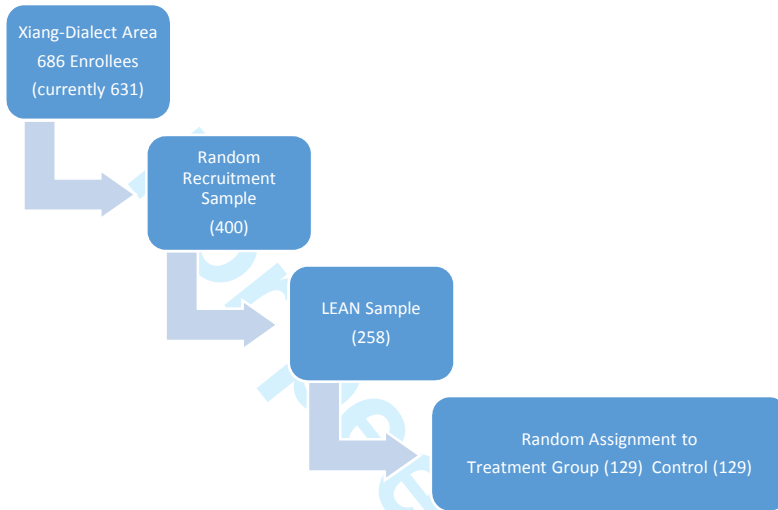 Xiang-Dialect Area
686 Enrollees
(currently 631)
Random
Recruitment
Sample
(400)
LEAN Sample
(258)
Random Assignment to
Treatment Group (129)  Control (129)